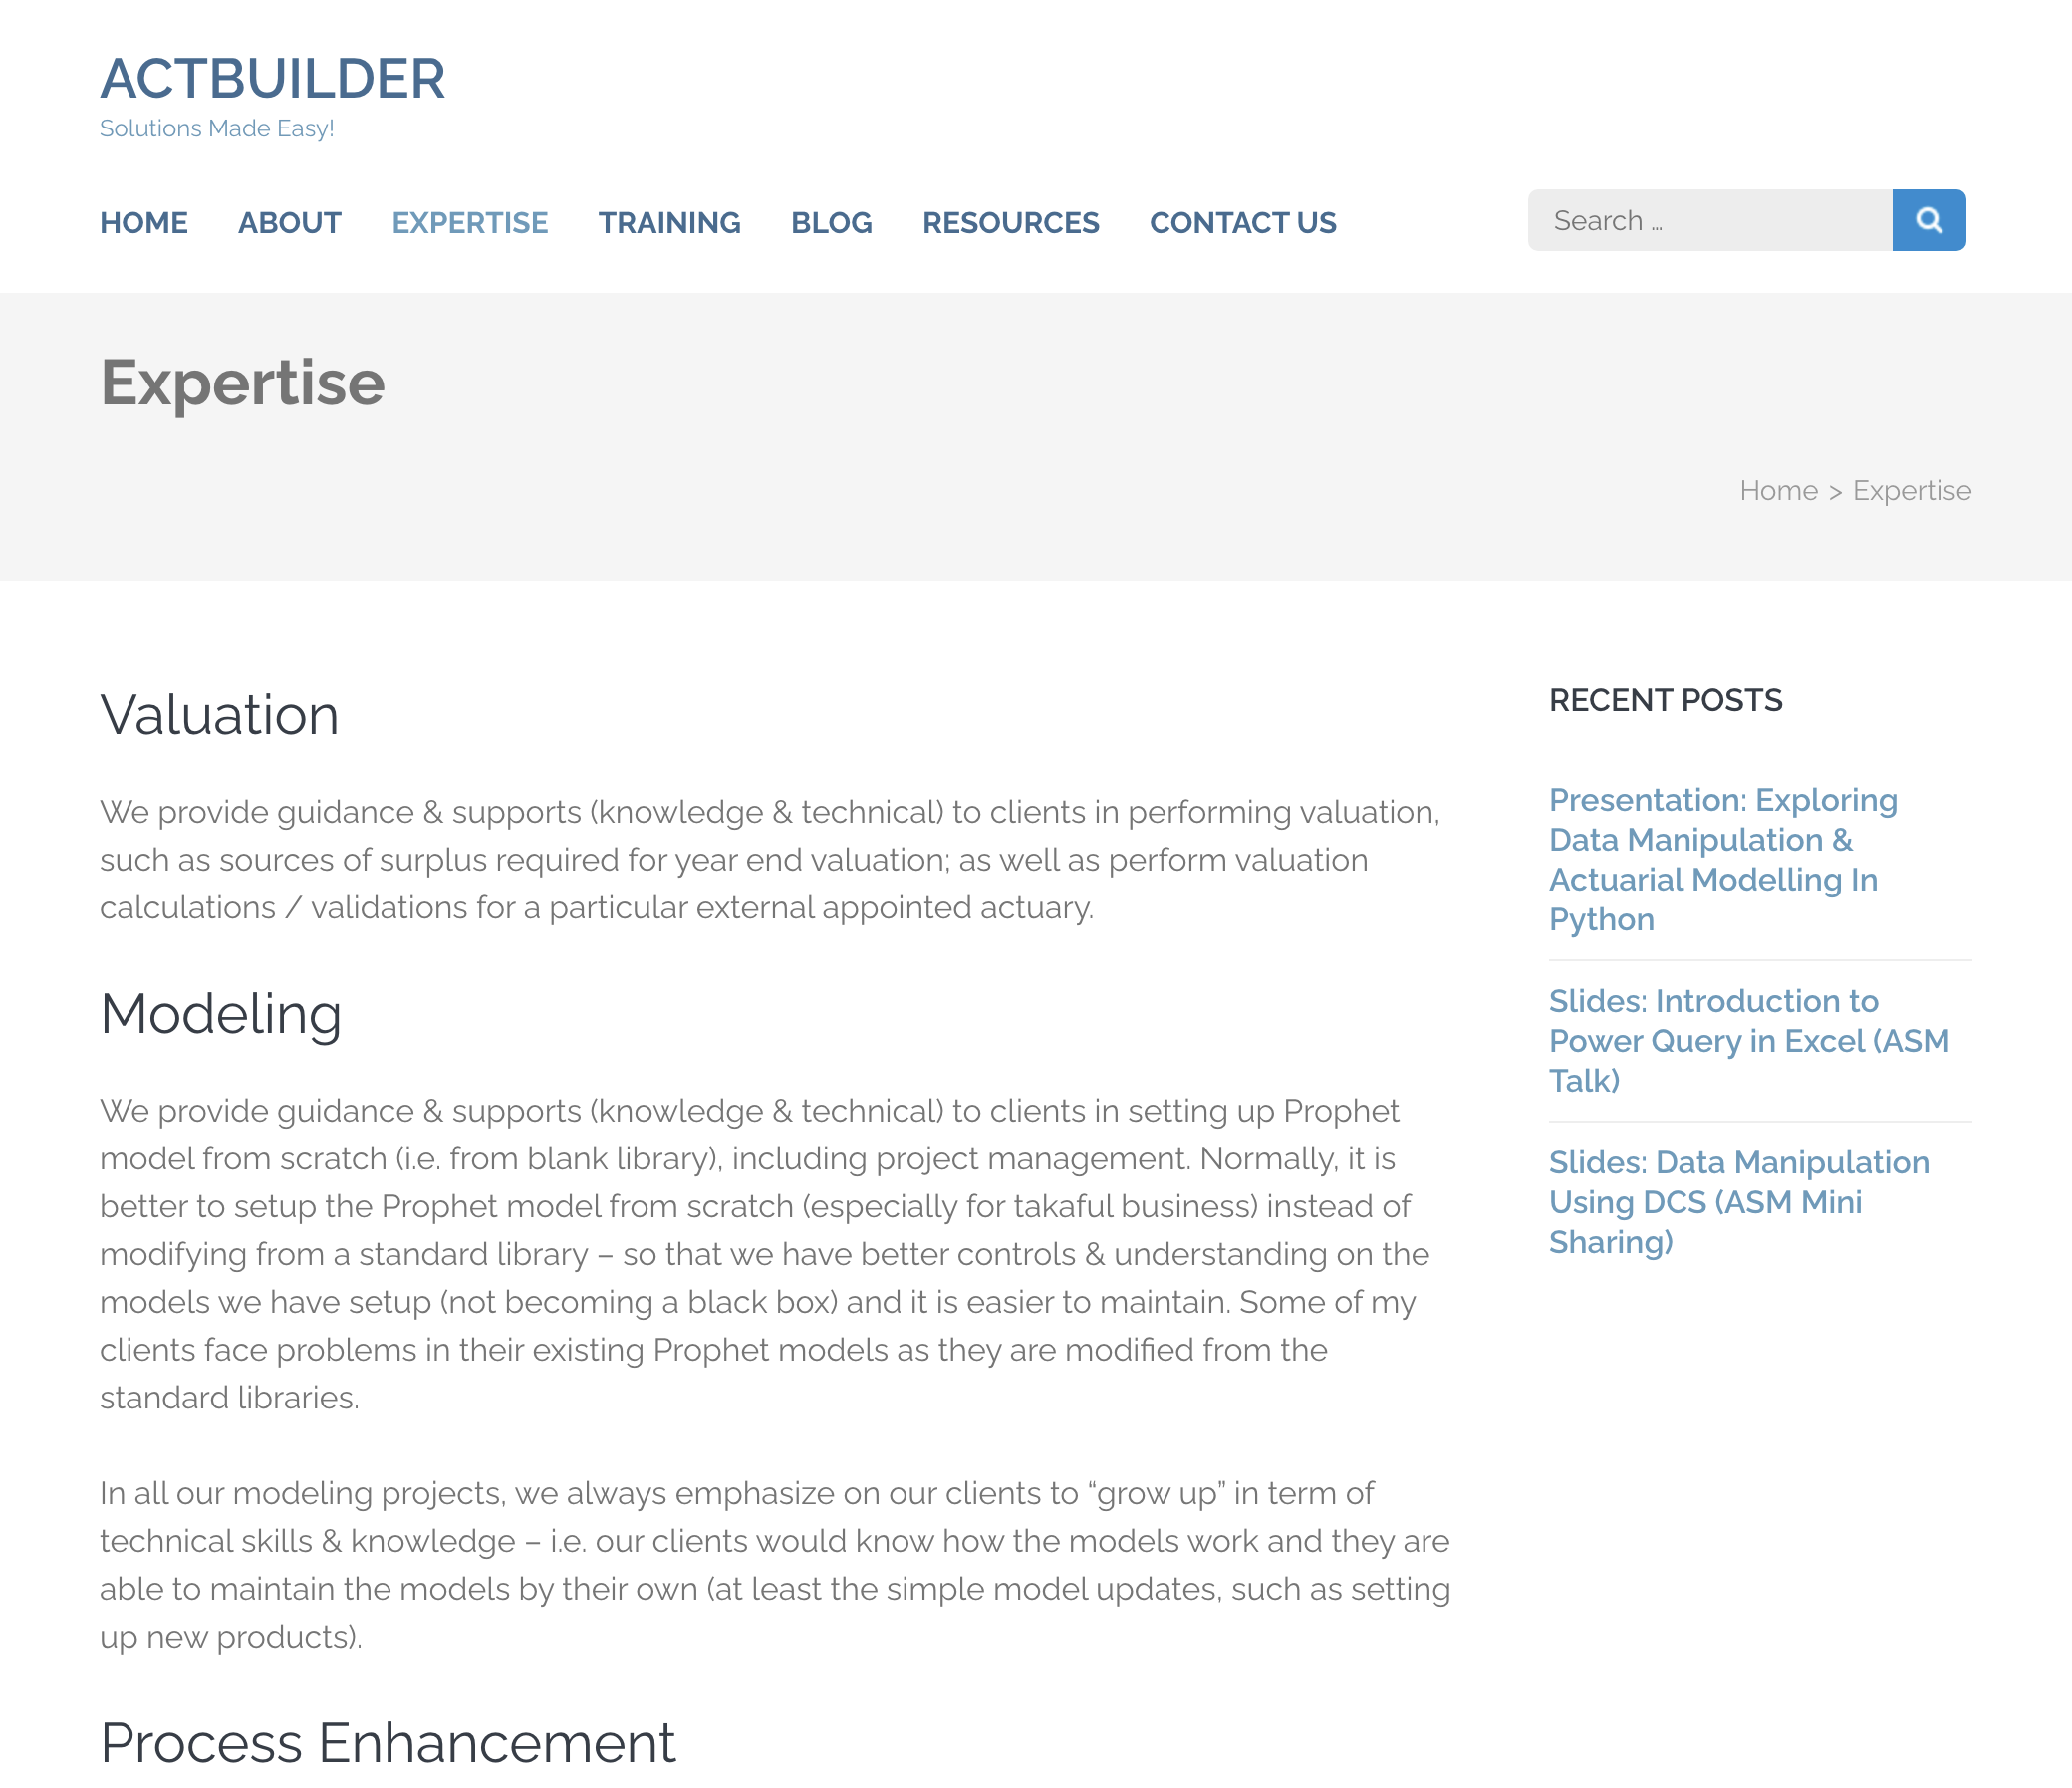 ACTBUILDER
Solutions Made Easy!
HOME ABOUT EXPERTISE TRAINING BLOG RESOURCES CONTACT US
Search ...
Expertise
Home > Expertise
Valuation
We provide guidance & supports (knowledge & technical) to clients in performing valuation,
such as sources of surplus required for year end valuation; as well as perform valuation
calculations / validations for a particular external appointed actuary.
Modeling
We provide guidance & supports (knowledge & technical) to clients in setting up Prophet
model from scratch (i.e. from blank library), including project management. Normally, it is
better to setup the Prophet model from scratch (especially for takaful business) instead of
modifying from a standard library – so that we have better controls & understanding on the
models we have setup (not becoming a black box) and it is easier to maintain. Some of my
clients face problems in their existing Prophet models as they are modified from the
standard libraries.
In all our modeling projects, we always emphasize on our clients to “grow up” in term of
technical skills & knowledge – i.e. our clients would know how the models work and they are
able to maintain the models by their own (at least the simple model updates, such as setting
up new products).
Process Enhancement
RECENT POSTS
Presentation: Exploring
Data Manipulation &
Actuarial Modelling In
Python
Slides: Introduction to
Power Query in Excel (ASM
Talk)
Slides: Data Manipulation
Using DCS (ASM Mini
Sharing)